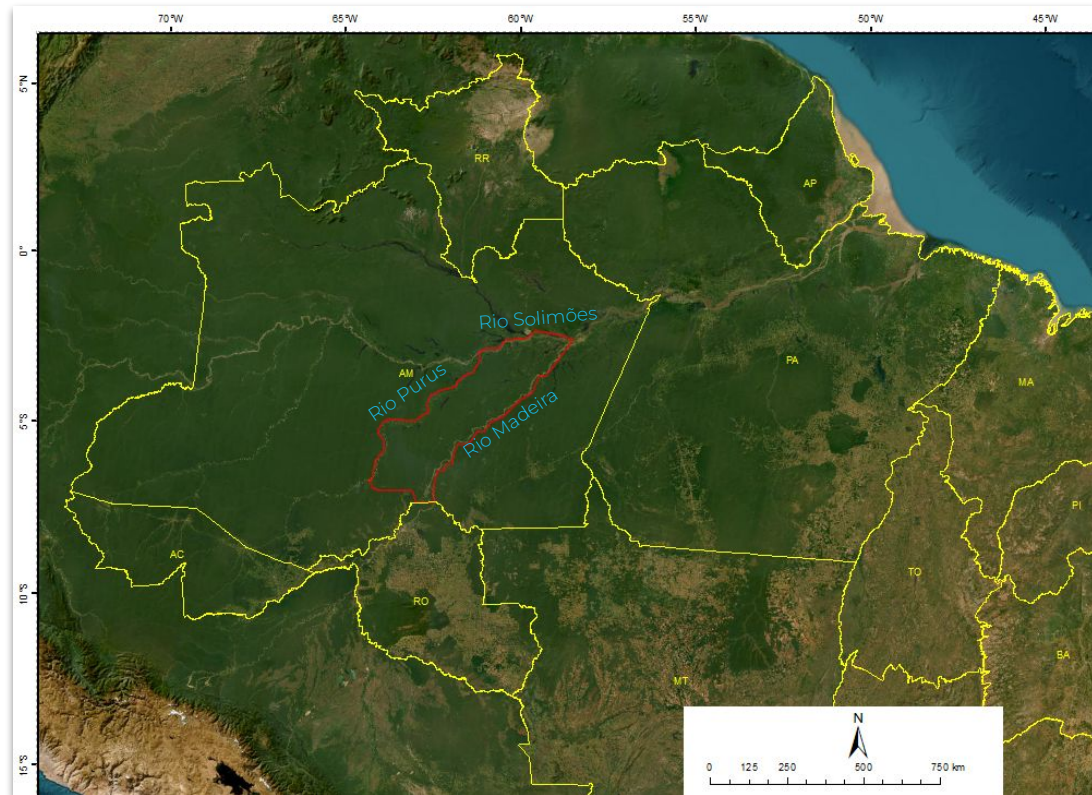 70°W 65°W 60°W 55°W 50°W 45°W
5°N
RR
AP
0°
Rio Solimões
PA
AM
MA
Rio Purus
Rio Madeira
5°S
PI
AC
TO
RO
10°S
BA
MT
N
0 125 250 500 750 km
15°S